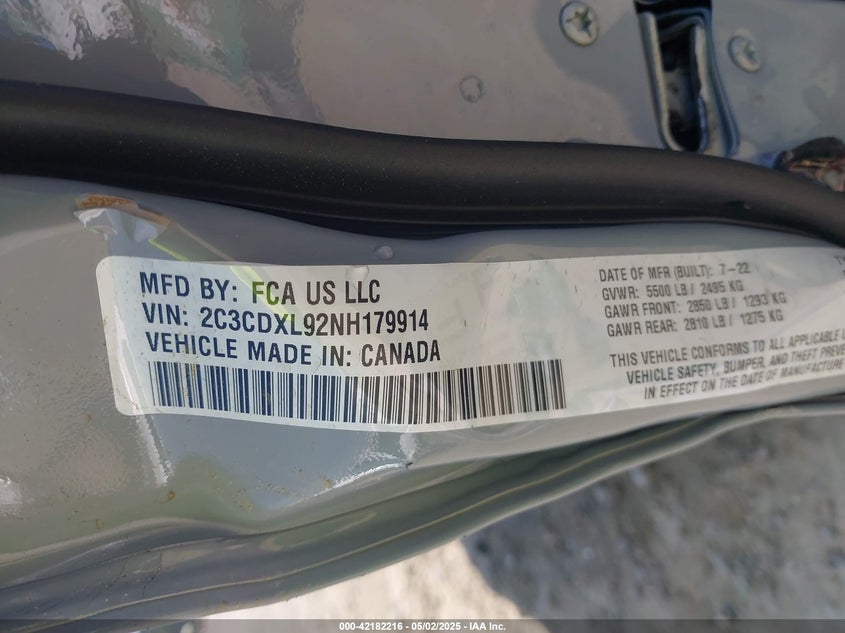 MFD BY: FCA US LLC
VIN: 2C3CDXL92NH179914
VEHICLE MADE IN: CANADA
DATE OF MFR (BUILT): 7-22
GVWR: 5500 LB / 2495 KG
GAWR FRONT: 2850 LB / 1293 KG
GAWR REAR: 2810 LB / 1275 KG
THIS VEHICLE CONFORMS TO ALL APPLICABLE
VEHICLE SAFETY, BUMPER, AND THEFT PREVE
IN EFFECT ON THE DATE OF MANUFACTURE
000-42182216 - 05/02/2025 - IAA Inc.